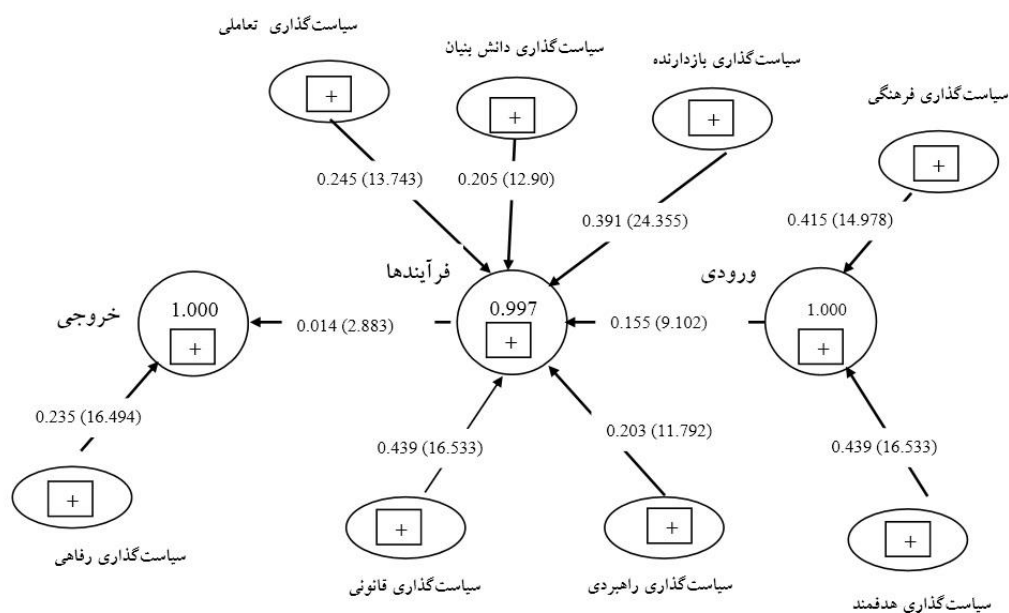 سیاست‌گذاری تعاملی
سیاست‌گذاری دانش بنیان
سیاست‌گذاری بازدارنده
سیاست‌گذاری فرهنگی
+
+
+
+
0.245 (13.743)
0.205 (12.90)
0.391 (24.355)
0.415 (14.978)
ورودی
1.000
+
0.155 (9.102)
فرآیندها
0.997
+
0.014 (2.883)
خروجی
1.000
+
0.235 (16.494)
0.439 (16.533)
0.203 (11.792)
0.439 (16.533)
+
+
+
+
سیاست‌گذاری رفاهی
سیاست‌گذاری قانونی
سیاست‌گذاری راهبردی
سیاست‌گذاری هدفمند